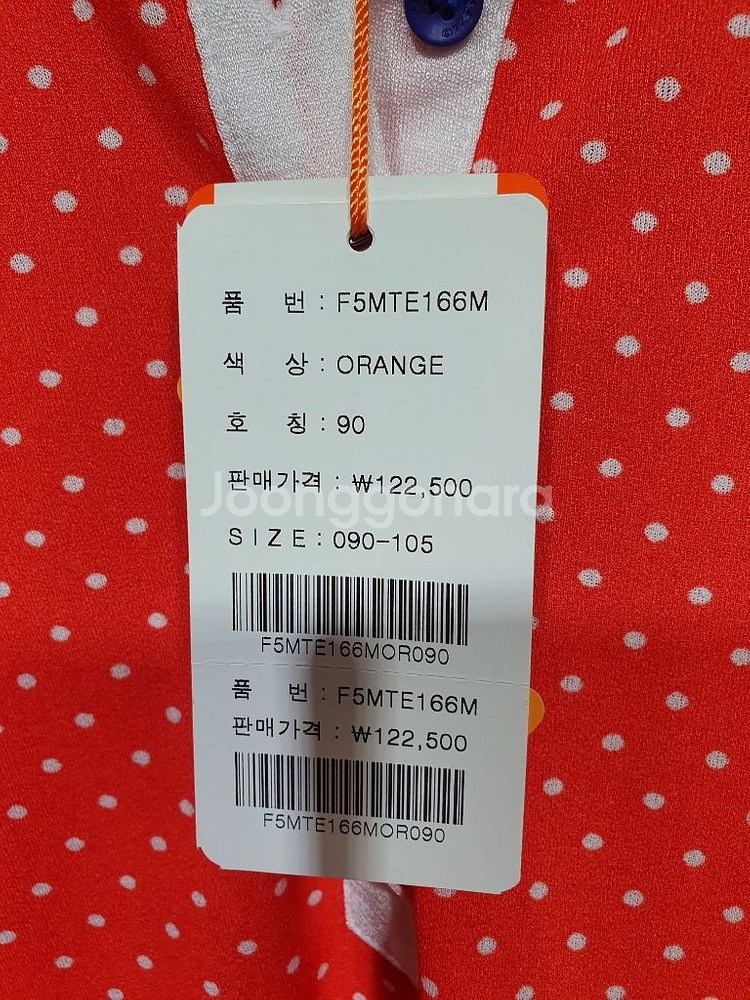 품 번 : F5MTE166M
색 상 : ORANGE
호 칭 : 90
판매가격 : ₩122,500
Joonggonara
SIZE : 090-105
F5MTE166MOR090
품 번 : F5MTE166M
판매가격 : ₩122,500
F5MTE166MOR090